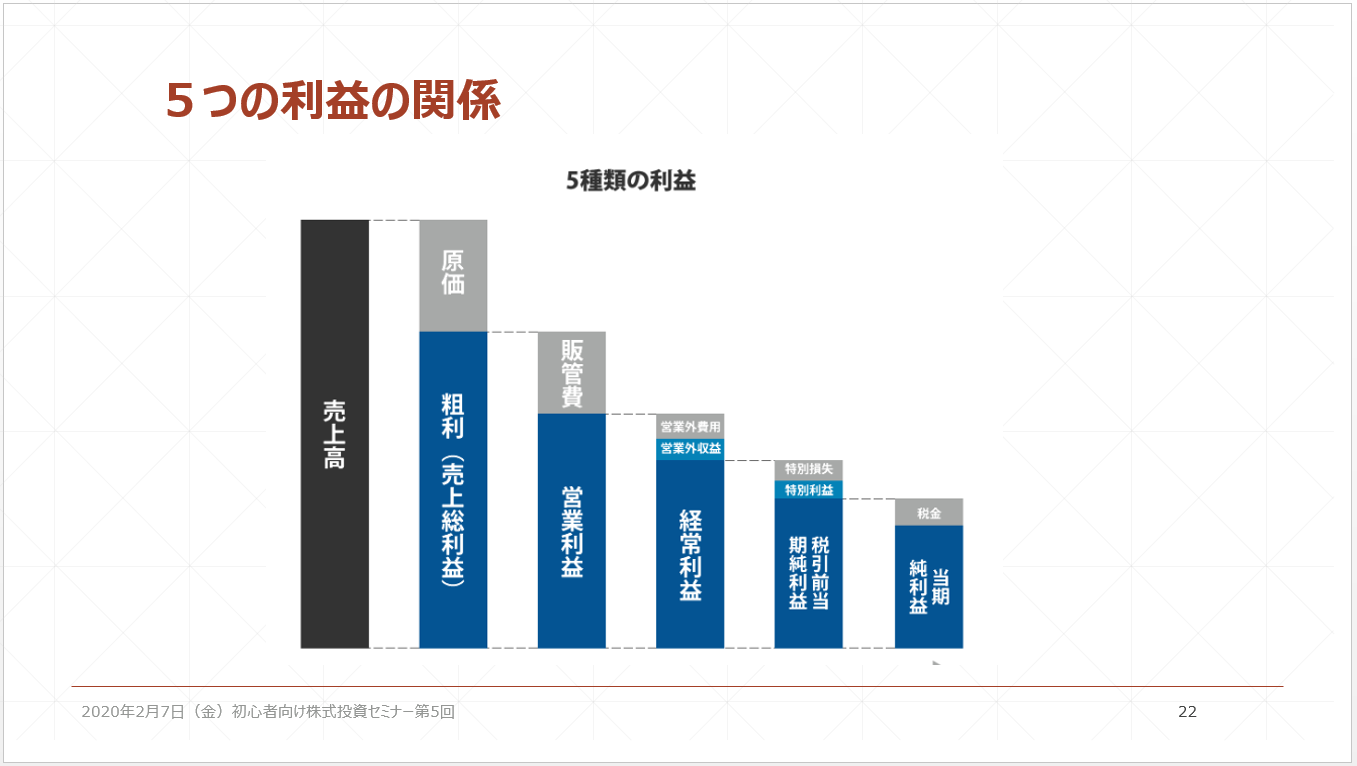 ５つの利益の関係
5種類の利益
売上高
原価
粗利（売上総利益）
販管費
営業利益
営業外費用
営業外収益
経常利益
特別損失
特別利益
税引前当
期純利益
税金
当期
純利益
2020年2月7日（金）初心者向け株式投資セミナー第5回
22